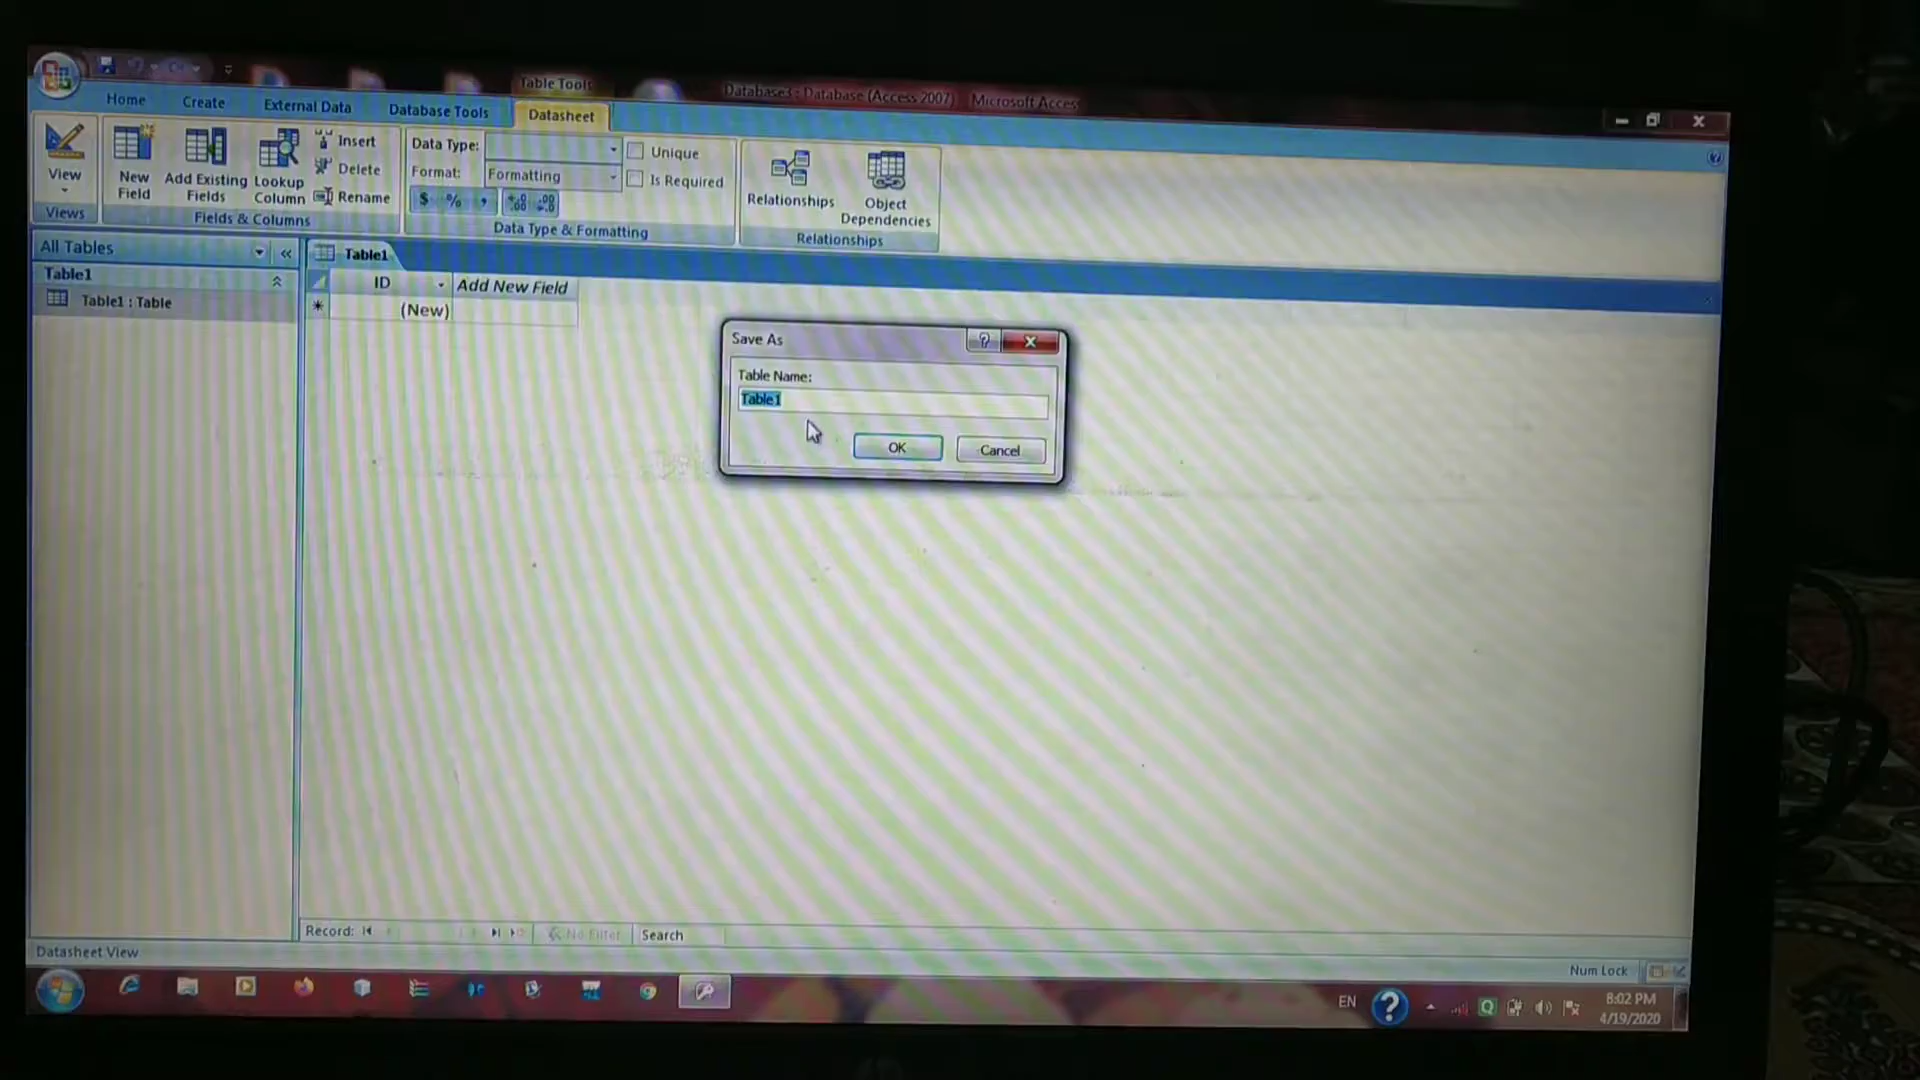 Table Tools
Database3 : Database (Access 2007) Microsoft Access
Home Create External Data Database Tools Datasheet
View
New Field
Add Existing Fields
Lookup Column
Insert
Delete
Rename
Data Type:
Format: Formatting
$ % ,
Unique
Is Required
Relationships
Object Dependencies
Views
Fields & Columns
Data Type & Formatting
Relationships
All Tables
Table1
Table1 : Table
Table1
ID Add New Field
(New)
Save As
Table Name:
Table1
OK Cancel
Record: No Filter Search
Datasheet View
Num Lock
EN
8:02 PM
4/19/2020